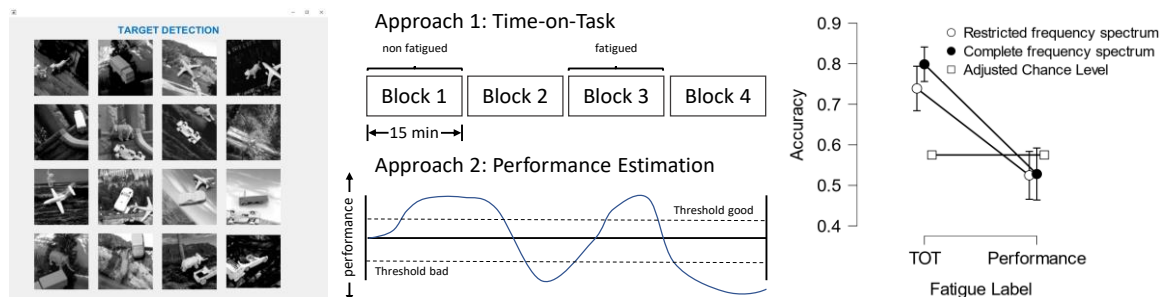 TARGET DETECTION
Approach 1: Time-on-Task
non fatigued
fatigued
Block 1
Block 2
Block 3
Block 4
15 min
Approach 2: Performance Estimation
performance
Threshold good
Threshold bad
0.9
0.8
0.7
0.6
0.5
0.4
Accuracy
Restricted frequency spectrum
Complete frequency spectrum
Adjusted Chance Level
TOT
Performance
Fatigue Label